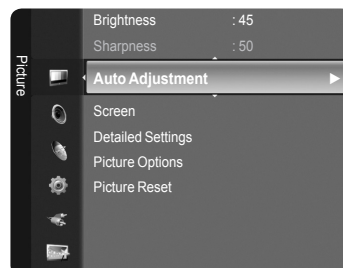 Picture
Brightness : 45
Sharpness : 50
Auto Adjustment
Screen
Detailed Settings
Picture Options
Picture Reset